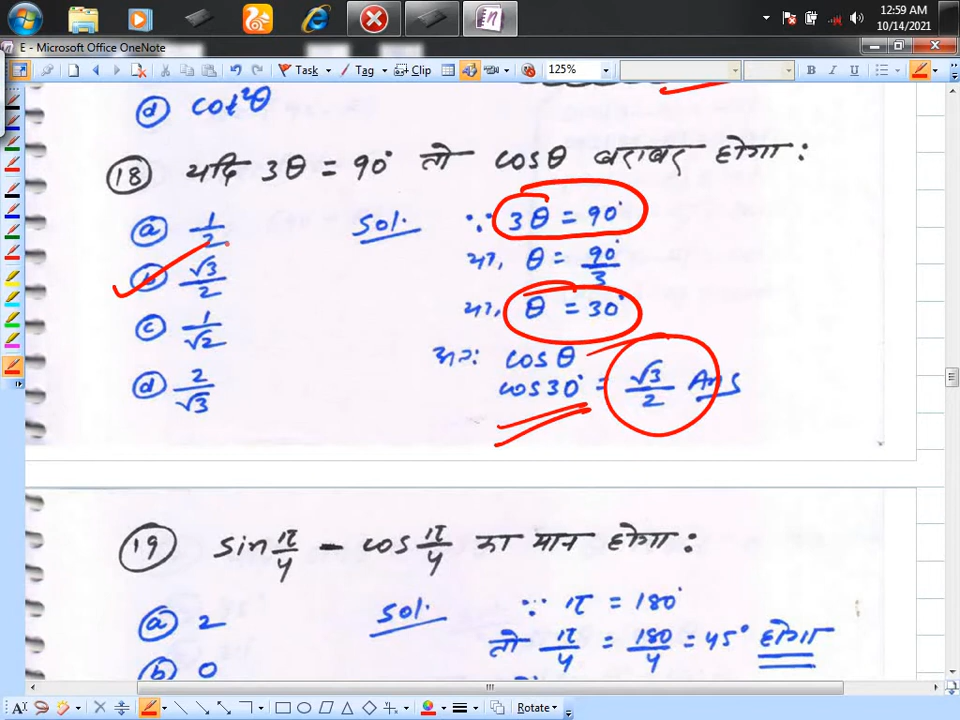 12:59 AM
10/14/2021
E - Microsoft Office OneNote
Task Tag Clip 125% B I U
(d) cot²θ
(18) यदि 3θ = 90° तो cosθ बराबर होगा:
(a) 1/2
(b) √3/2
(c) 1/√2
(d) 2/√3
Sol.
∵ 3θ = 90°
या, θ = 90°/3
या, θ = 30°
अतः cosθ
cos30° = √3/2 Ans
(19) sin π/4 - cos π/4 का मान होगा:
(a) 2
(b) 0
Sol.
∵ π = 180°
तो π/4 = 180/4 = 45° होगा
Rotate